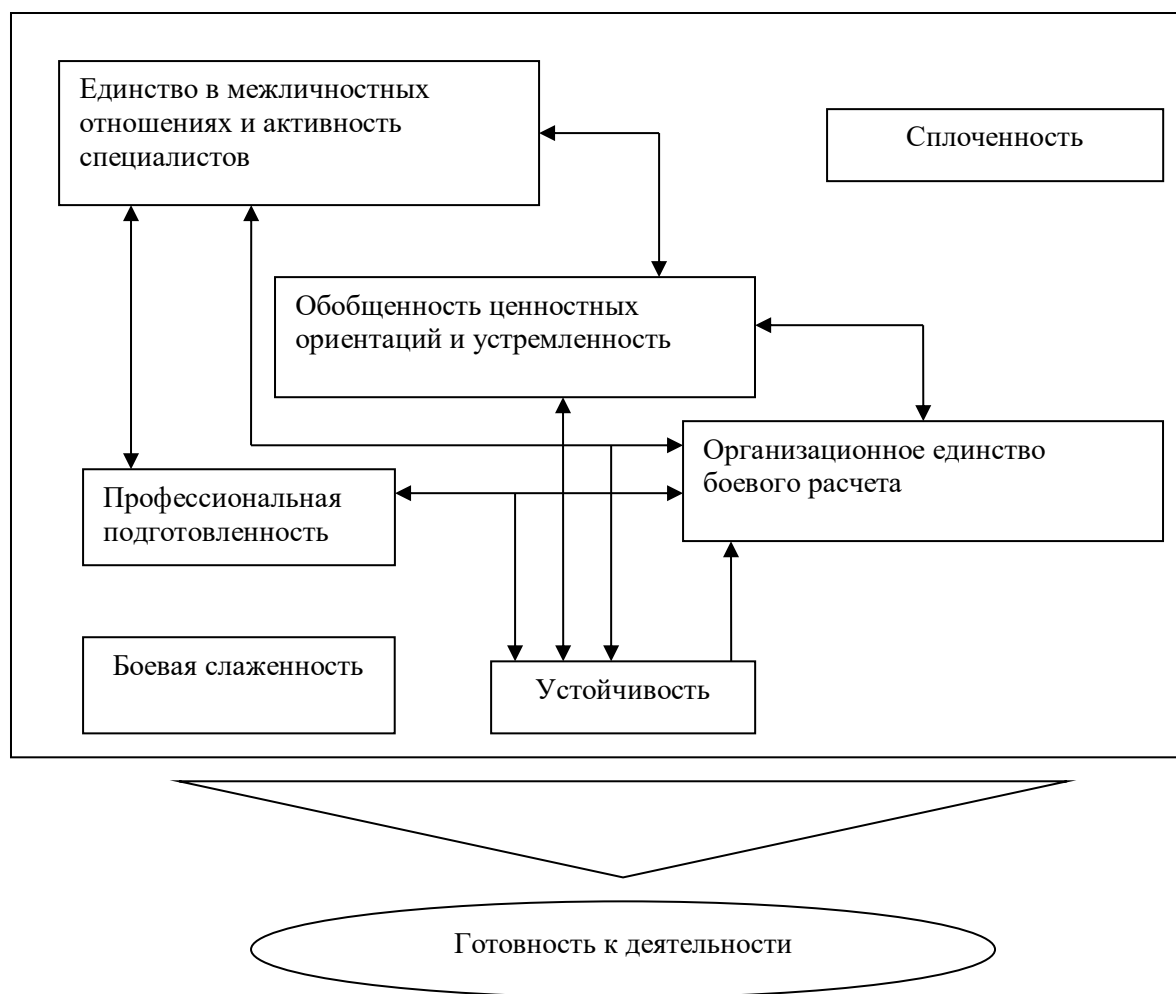 Единство в межличностных
отношениях и активность
специалистов
Сплоченность
Обобщенность ценностных
ориентаций и устремленность
Организационное единство
боевого расчета
Профессиональная
подготовленность
Боевая слаженность
Устойчивость
Готовность к деятельности